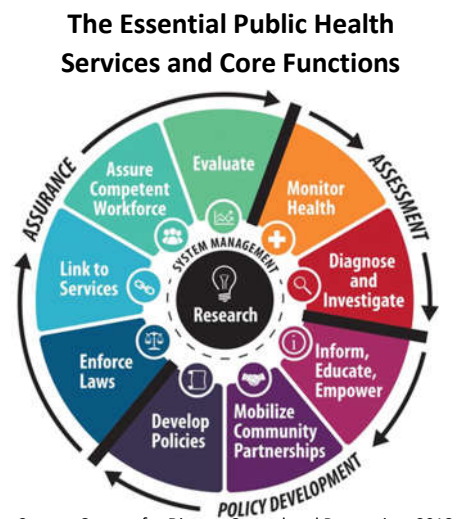 The Essential Public Health
Services and Core Functions
ASSURANCE
ASSESSMENT
POLICY DEVELOPMENT
Evaluate
Monitor
Health
Diagnose
and
Investigate
Inform,
Educate,
Empower
Mobilize
Community
Partnerships
Develop
Policies
Enforce
Laws
Link to
Services
Assure
Competent
Workforce
SYSTEM MANAGEMENT
Research